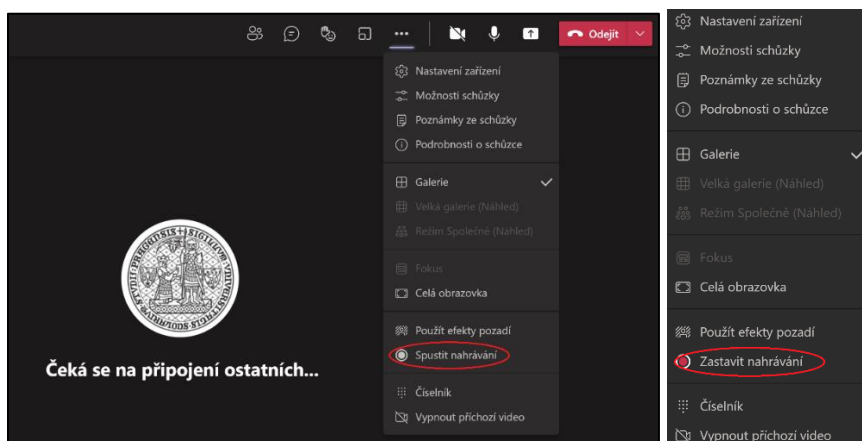 Odejít
Nastavení zařízení
Možnosti schůzky
Poznámky ze schůzky
Podrobnosti o schůzce
Galerie
Velká galerie (Náhled)
Režim Společně (Náhled)
Fokus
Celá obrazovka
Použít efekty pozadí
Spustit nahrávání
Číselník
Vypnout příchozí video
Čeká se na připojení ostatních...
Nastavení zařízení
Možnosti schůzky
Poznámky ze schůzky
Podrobnosti o schůzce
Galerie
Velká galerie (Náhled)
Režim Společně (Náhled)
Fokus
Celá obrazovka
Použít efekty pozadí
Zastavit nahrávání
Číselník
Vypnout příchozí video